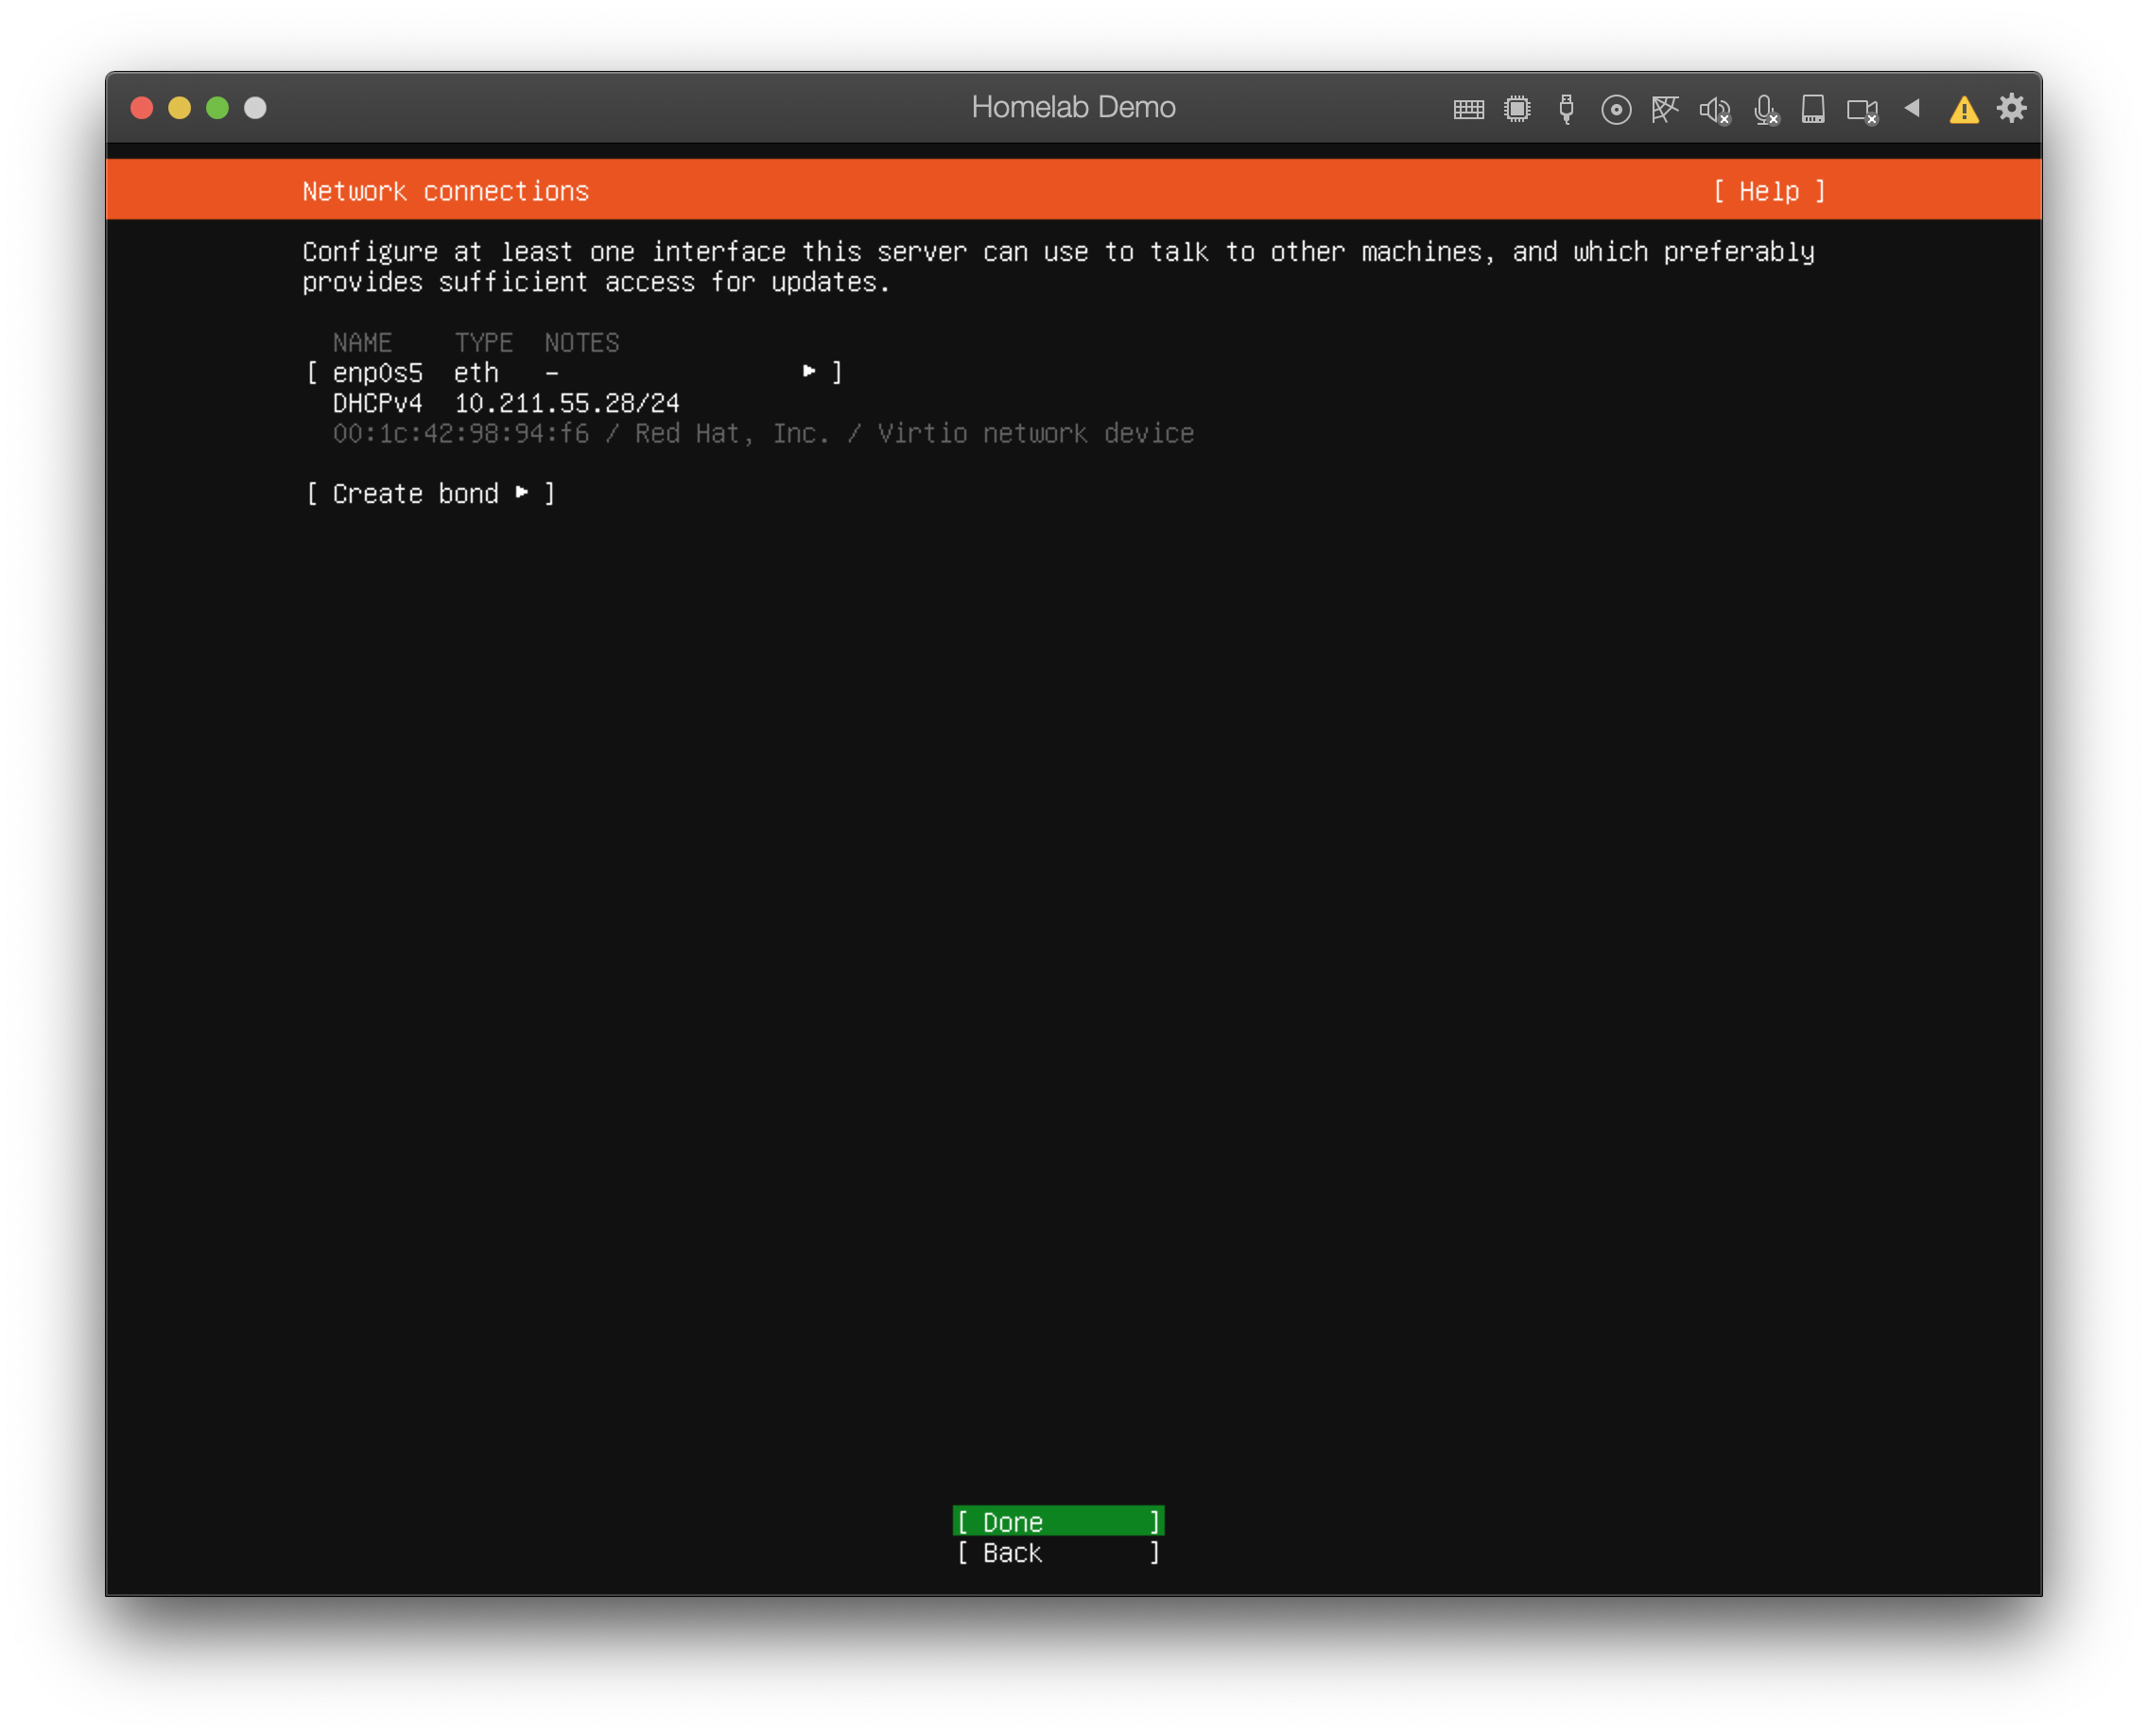 Homelab Demo
Network connections [ Help ]
Configure at least one interface this server can use to talk to other machines, and which preferably
provides sufficient access for updates.
NAME TYPE NOTES
[ enp0s5 eth - ▸ ]
DHCPv4 10.211.55.28/24
00:1c:42:98:94:f6 / Red Hat, Inc. / Virtio network device
[ Create bond ▸ ]
[ Done ]
[ Back ]